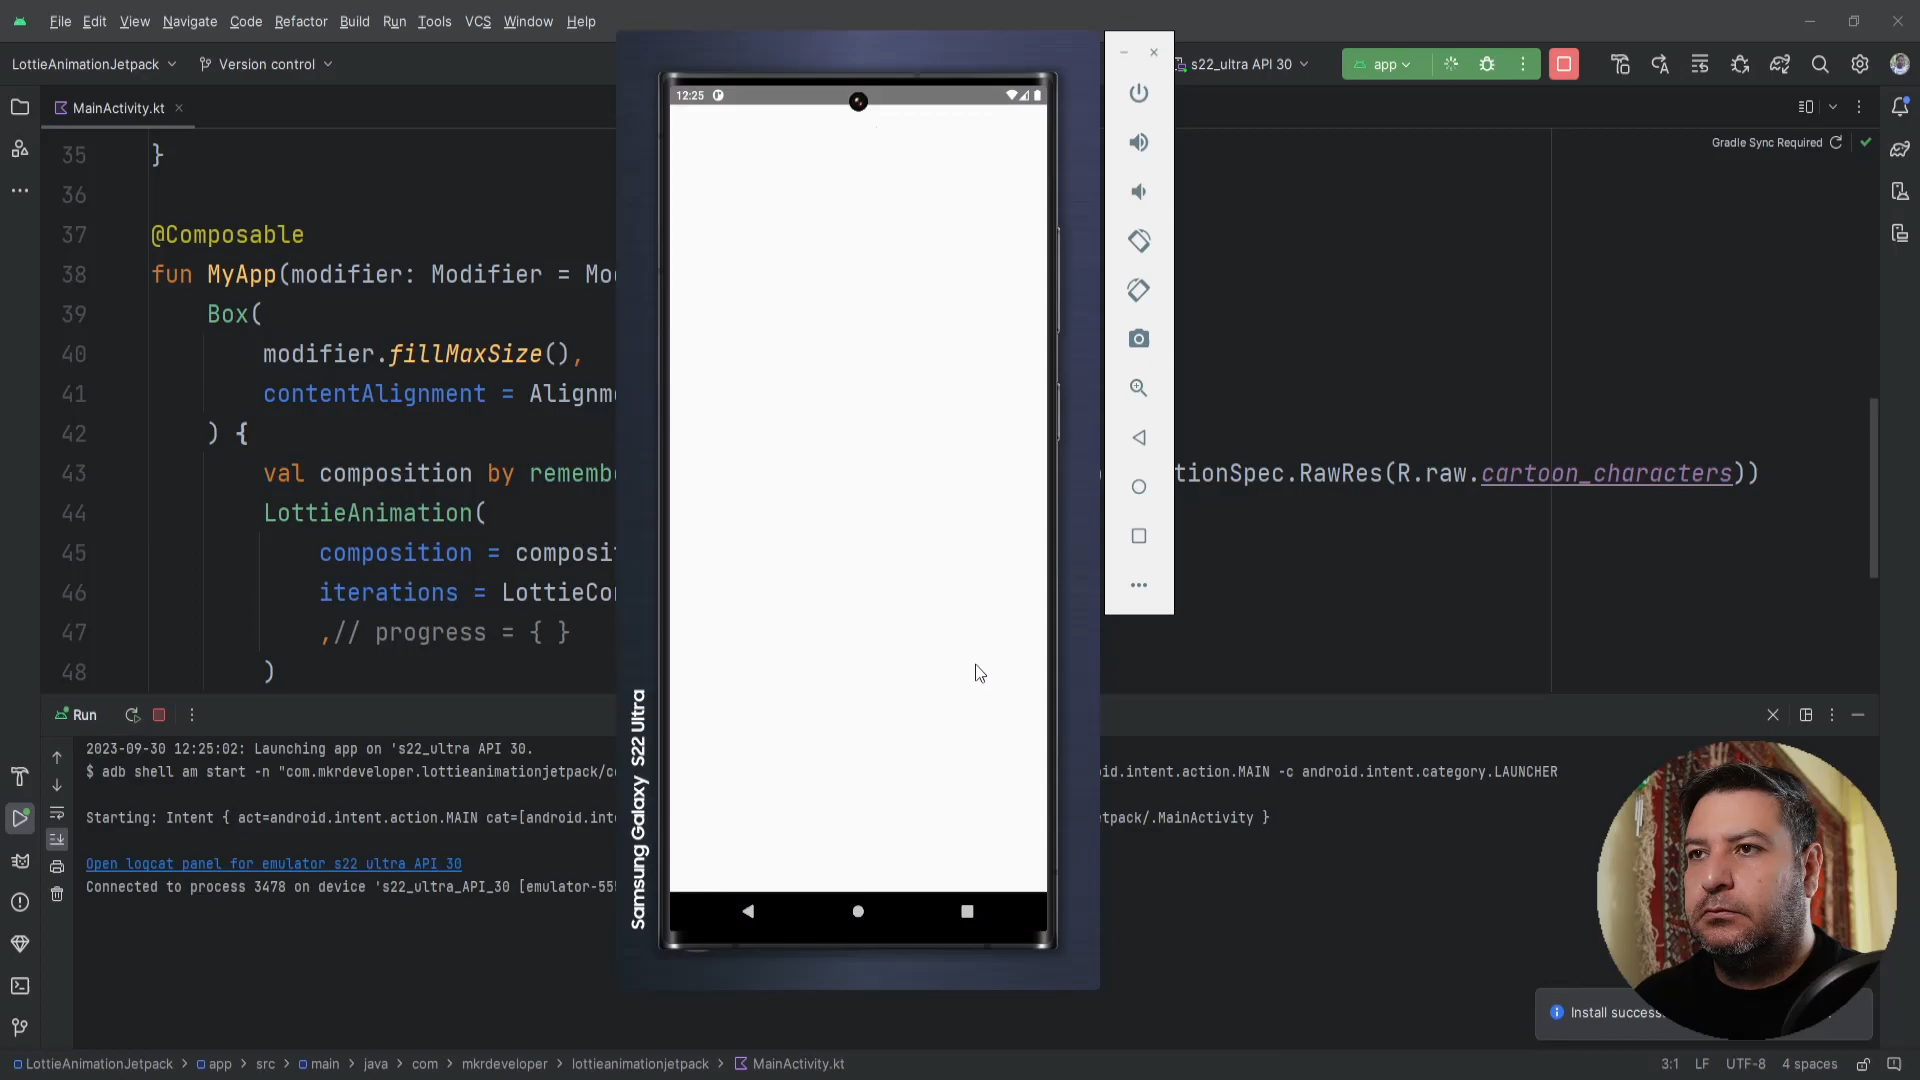 File Edit View Navigate Code Refactor Build Run Tools VCS Window Help
LottieAnimationJetpack Version control
s22_ultra API 30 app
MainActivity.kt
Gradle Sync Required
12:25
35 }
36
37 @Composable
38 fun MyApp(modifier: Modifier = Mo
39 Box(
40 modifier.fillMaxSize(),
41 contentAlignment = Alignm
42 ) {
43 val composition by rememb tionSpec.RawRes(R.raw.cartoon_characters))
44 LottieAnimation(
45 composition = composi
46 iterations = LottieCo
47 ,// progress = { }
48 )
Samsung Galaxy S22 Ultra
Run
2023-09-30 12:25:02: Launching app on 's22_ultra API 30.
$ adb shell am start -n "com.mkrdeveloper.lottieanimationjetpack/c d.intent.action.MAIN -c android.intent.category.LAUNCHER
Starting: Intent { act=android.intent.action.MAIN cat=[android.int tpack/.MainActivity }
Open logcat panel for emulator s22 ultra API 30
Connected to process 3478 on device 's22_ultra_API_30 [emulator-55
Install success
LottieAnimationJetpack > app > src > main > java > com > mkrdeveloper > lottieanimationjetpack > MainActivity.kt
3:1 LF UTF-8 4 spaces